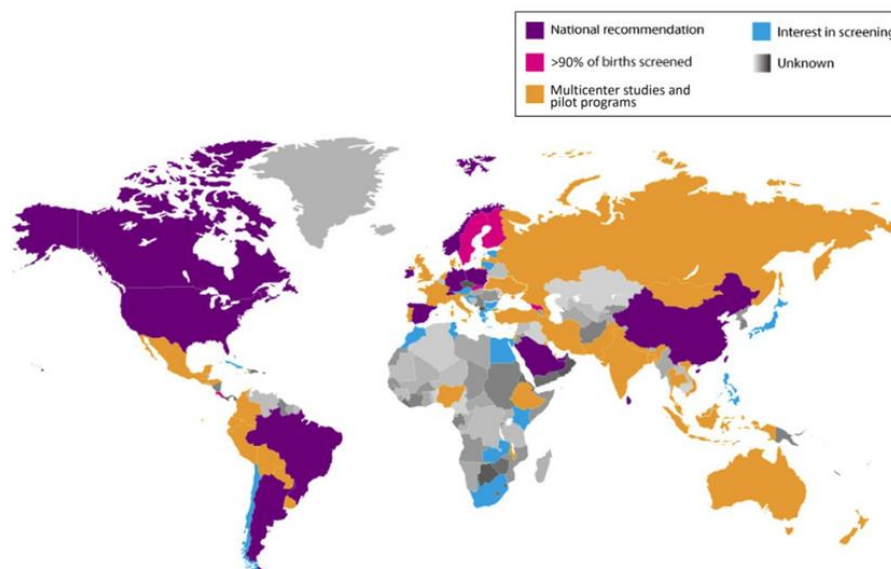 National recommendation
>90% of births screened
Multicenter studies and
pilot programs
Interest in screening
Unknown